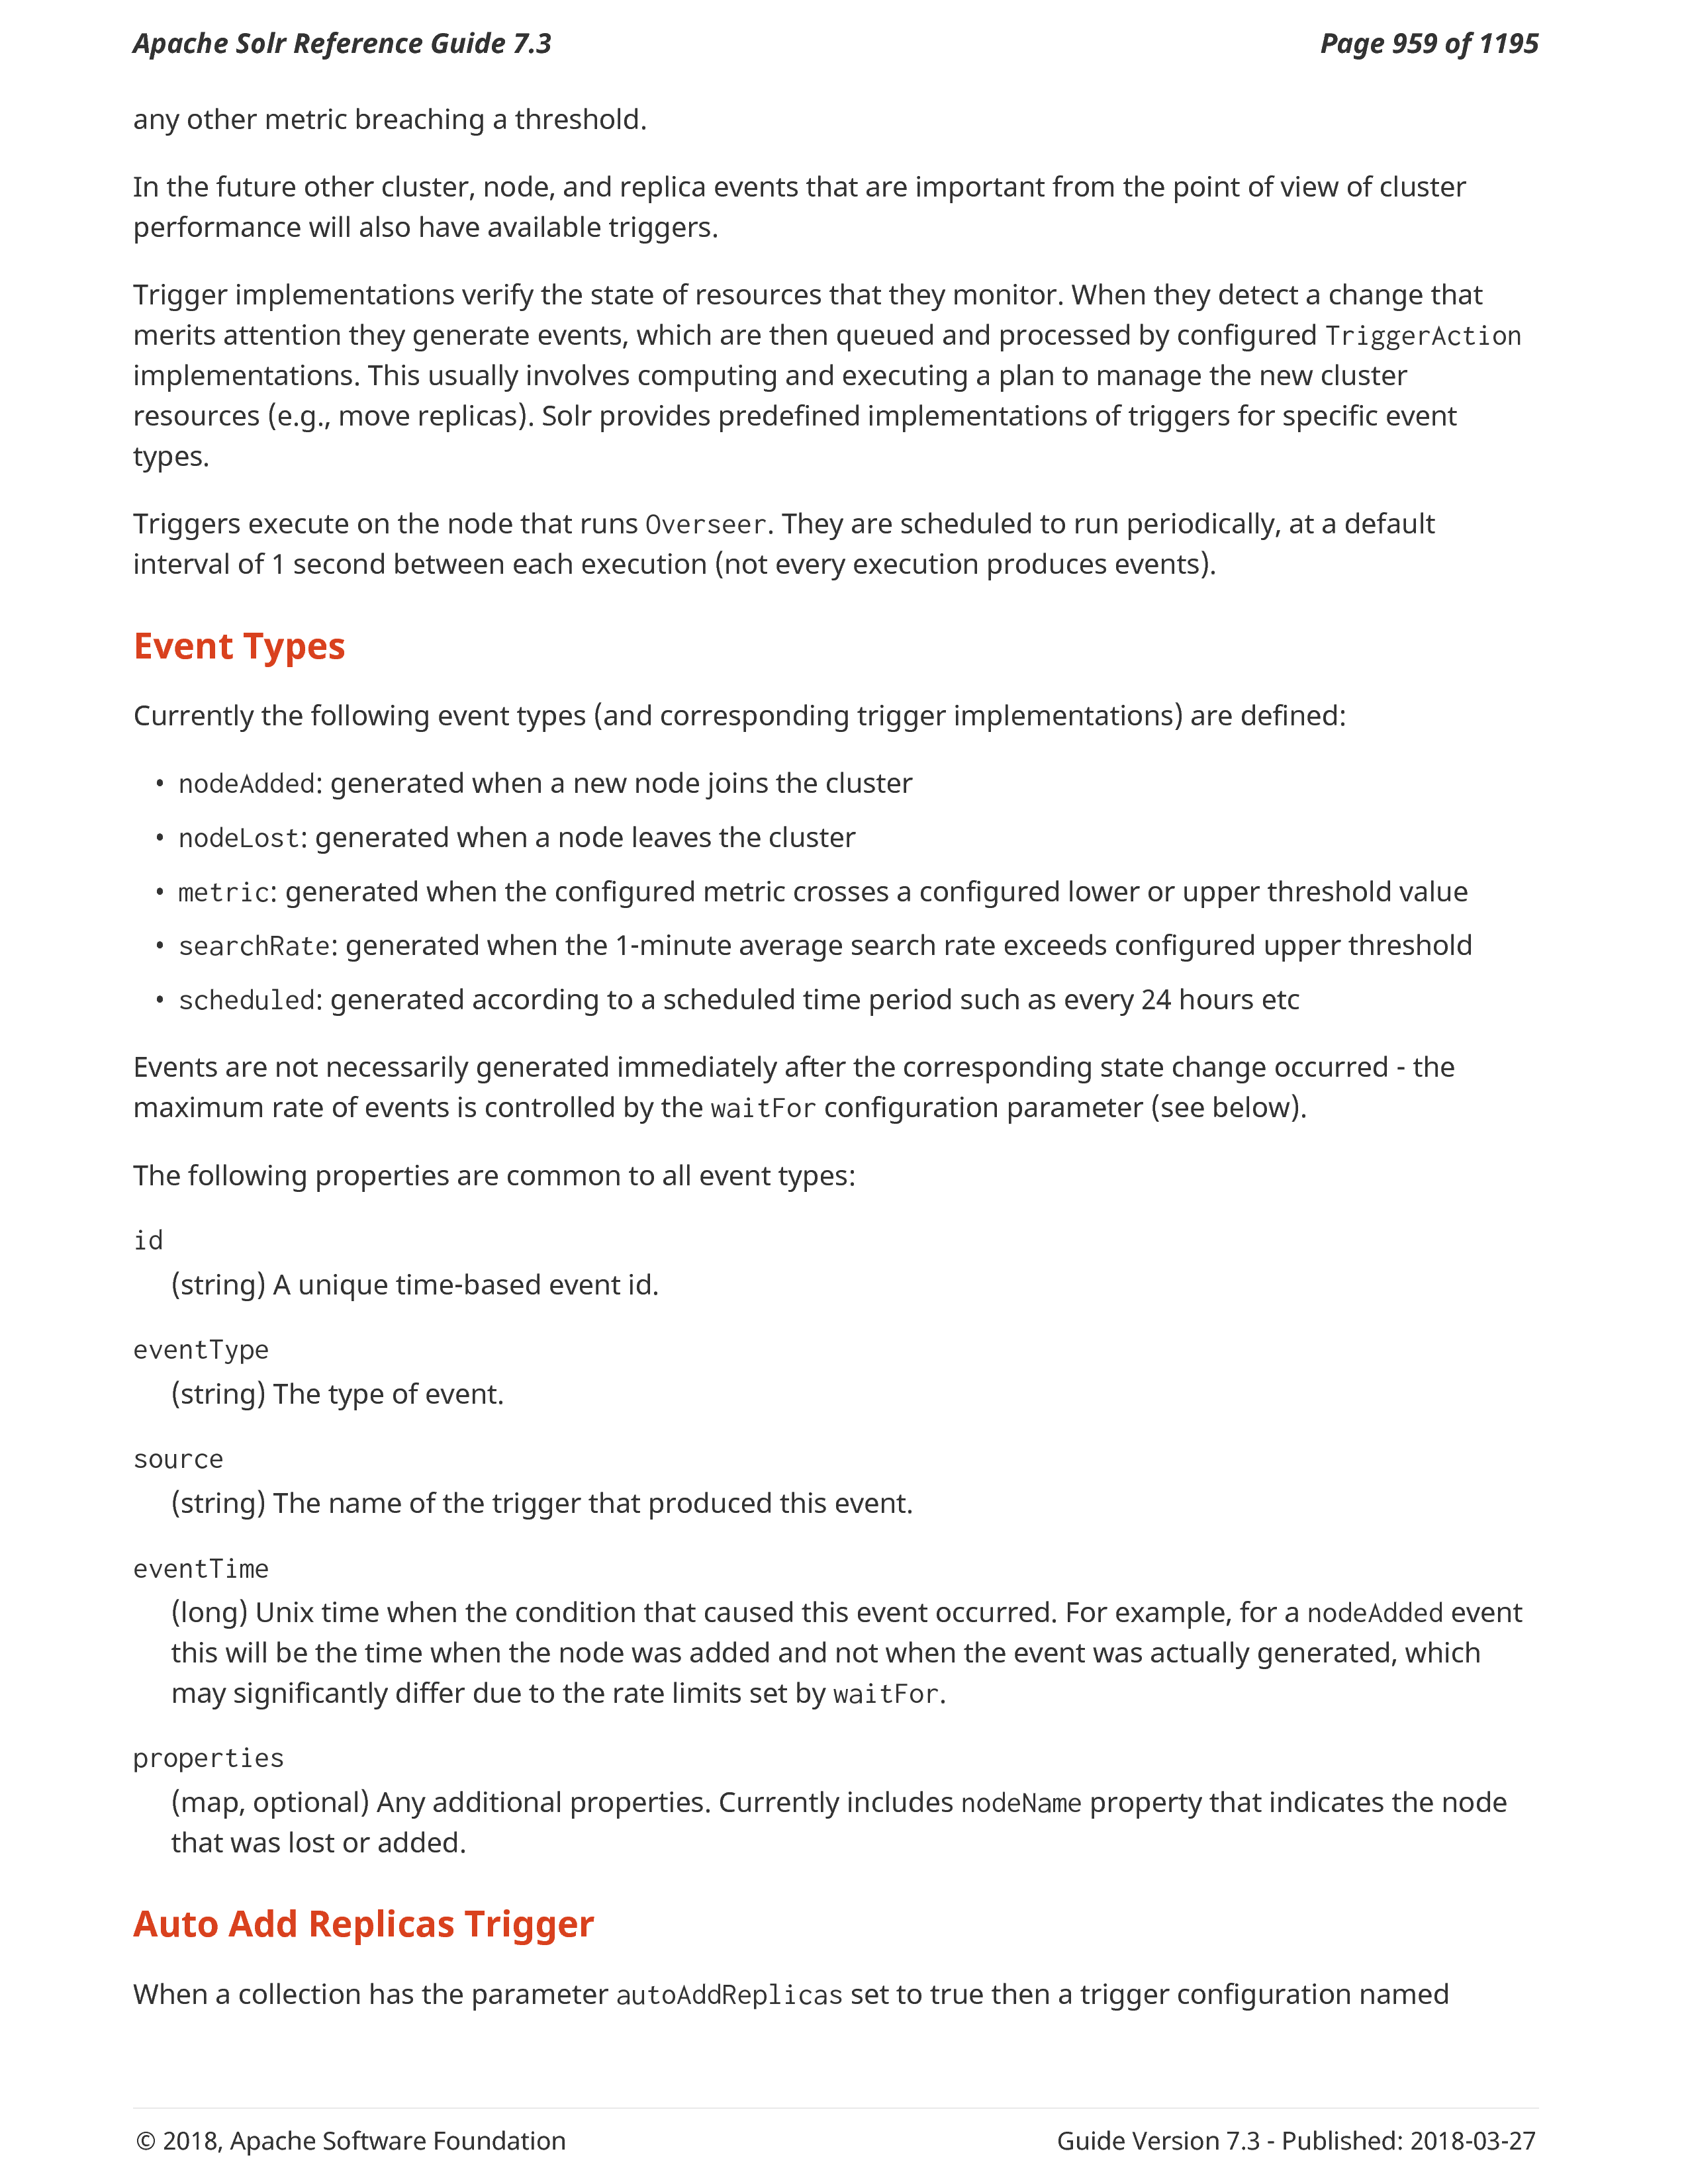 Apache Solr Reference Guide 7.3
Page 959 of 1195
any other metric breaching a threshold.
In the future other cluster, node, and replica events that are important from the point of view of cluster
performance will also have available triggers.
Trigger implementations verify the state of resources that they monitor. When they detect a change that
merits attention they generate events, which are then queued and processed by configured TriggerAction
implementations. This usually involves computing and executing a plan to manage the new cluster
resources (e.g., move replicas). Solr provides predefined implementations of triggers for specific event
types.
Triggers execute on the node that runs Overseer. They are scheduled to run periodically, at a default
interval of 1 second between each execution (not every execution produces events).
Event Types
Currently the following event types (and corresponding trigger implementations) are defined:
• nodeAdded: generated when a new node joins the cluster
• nodeLost: generated when a node leaves the cluster
• metric: generated when the configured metric crosses a configured lower or upper threshold value
• searchRate: generated when the 1-minute average search rate exceeds configured upper threshold
• scheduled: generated according to a scheduled time period such as every 24 hours etc
Events are not necessarily generated immediately after the corresponding state change occurred - the
maximum rate of events is controlled by the waitFor configuration parameter (see below).
The following properties are common to all event types:
id
(string) A unique time-based event id.
eventType
(string) The type of event.
source
(string) The name of the trigger that produced this event.
eventTime
(long) Unix time when the condition that caused this event occurred. For example, for a nodeAdded event
this will be the time when the node was added and not when the event was actually generated, which
may significantly differ due to the rate limits set by waitFor.
properties
(map, optional) Any additional properties. Currently includes nodeName property that indicates the node
that was lost or added.
Auto Add Replicas Trigger
When a collection has the parameter autoAddReplicas set to true then a trigger configuration named
© 2018, Apache Software Foundation
Guide Version 7.3 - Published: 2018-03-27